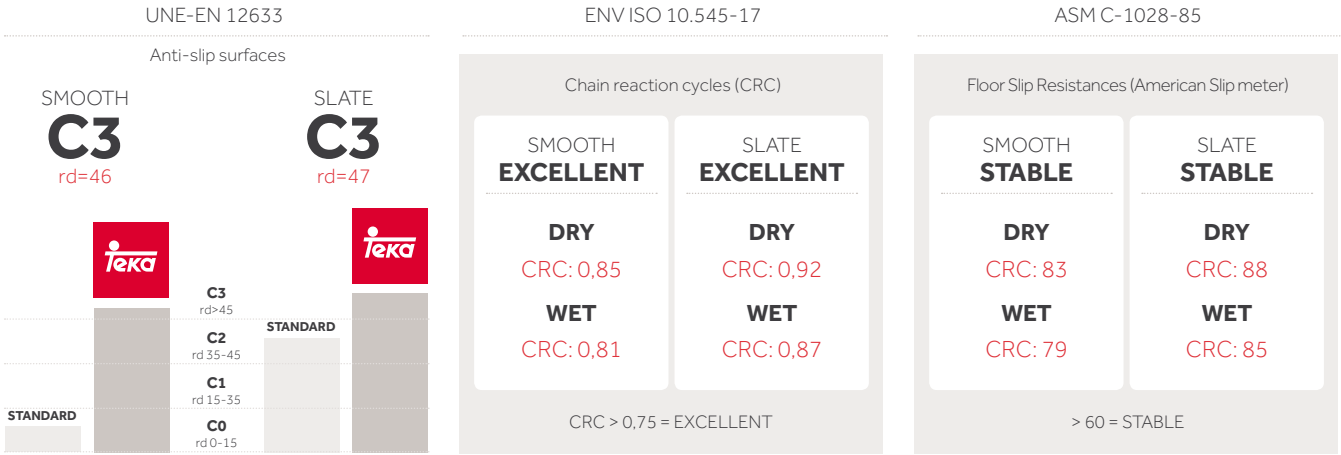 UNE-EN 12633
Anti-slip surfaces
SMOOTH
C3
rd=46
SLATE
C3
rd=47
Teka
Teka
C3
rd>45
STANDARD
C2
rd 35-45
C1
rd 15-35
STANDARD
C0
rd 0-15
ENV ISO 10.545-17
Chain reaction cycles (CRC)
SMOOTH
EXCELLENT
DRY
CRC: 0,85
WET
CRC: 0,81
SLATE
EXCELLENT
DRY
CRC: 0,92
WET
CRC: 0,87
CRC > 0,75 = EXCELLENT
ASM C-1028-85
Floor Slip Resistances (American Slip meter)
SMOOTH
STABLE
DRY
CRC: 83
WET
CRC: 79
SLATE
STABLE
DRY
CRC: 88
WET
CRC: 85
> 60 = STABLE